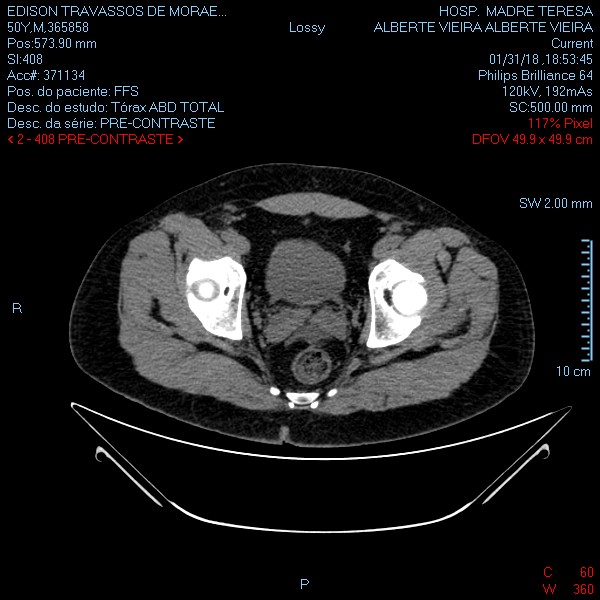 EDISON TRAVASSOS DE MORAE...
50Y,M,365858
Pos:573.90 mm
SI:408
Acc#: 371134
Pos. do paciente: FFS
Desc. do estudo: Tórax ABD TOTAL
Desc. da série: PRE-CONTRASTE
< 2 - 408 PRE-CONTRASTE >
Lossy
HOSP. MADRE TERESA
ALBERTE VIEIRA ALBERTE VIEIRA
Current
01/31/18 ,18:53:45
Philips Brilliance 64
120kV, 192mAs
SC:500.00 mm
117% Pixel
DFOV 49.9 x 49.9 cm
SW 2.00 mm
R
10 cm
P
C 60
W 360